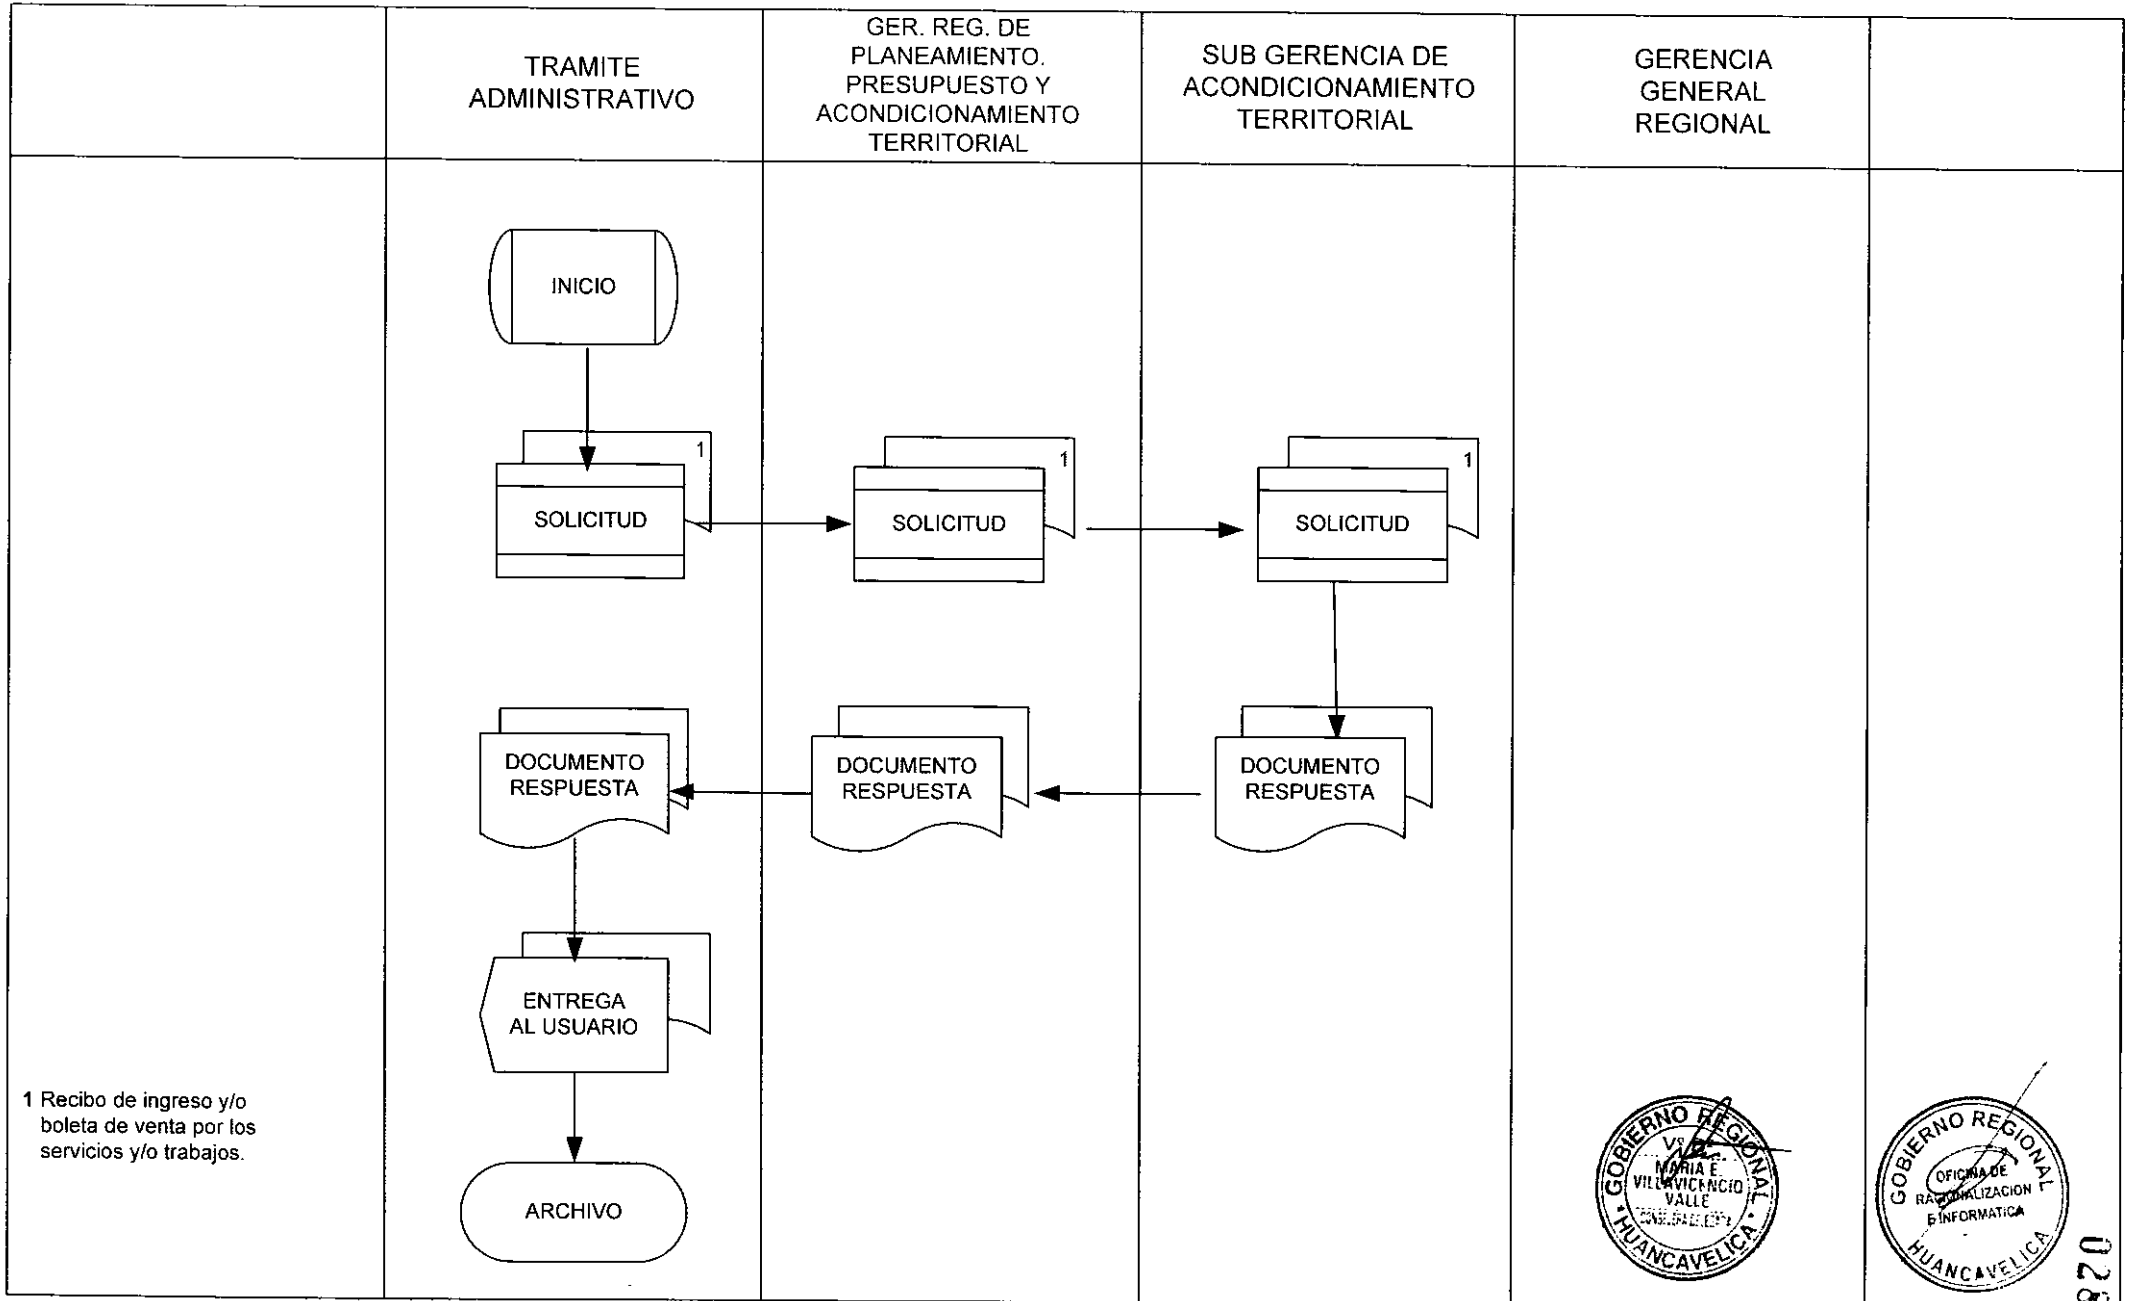 TRAMITE
ADMINISTRATIVO
GER. REG. DE
PLANEAMIENTO.
PRESUPUESTO Y
ACONDICIONAMIENTO
TERRITORIAL
SUB GERENCIA DE
ACONDICIONAMIENTO
TERRITORIAL
GERENCIA
GENERAL
REGIONAL
INICIO
1
SOLICITUD
1
SOLICITUD
1
SOLICITUD
DOCUMENTO
RESPUESTA
DOCUMENTO
RESPUESTA
DOCUMENTO
RESPUESTA
ENTREGA
AL USUARIO
ARCHIVO
1 Recibo de ingreso y/o
boleta de venta por los
servicios y/o trabajos.
GOBIERNO REGIONAL
MARIA E.
VILLAVICENCIO
VALLE
HUANCAVELICA
GOBIERNO REGIONAL
OFICINA DE
RACIONALIZACION
E INFORMATICA
HUANCAVELICA